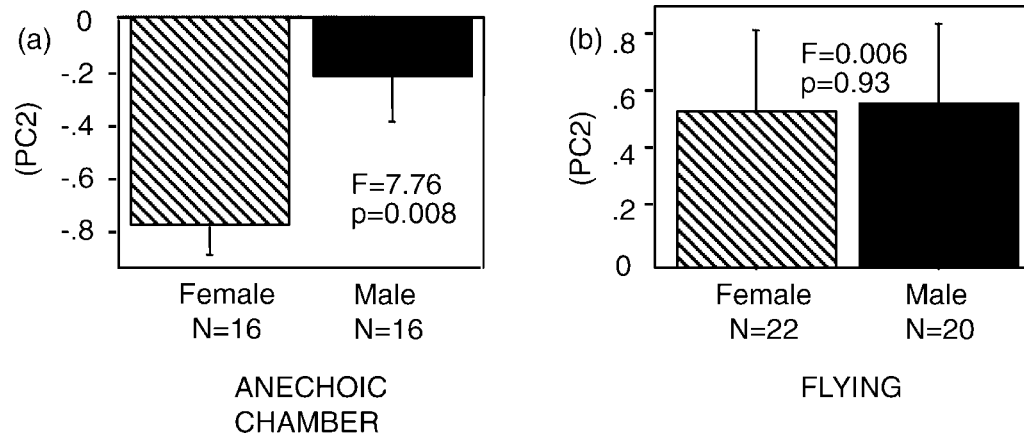 (a)
(PC2)
0
-.2
-.4
-.6
-.8
F=7.76
p=0.008
Female
N=16
Male
N=16
ANECHOIC
CHAMBER
(b)
(PC2)
.8
.6
.4
.2
0
F=0.006
p=0.93
Female
N=22
Male
N=20
FLYING